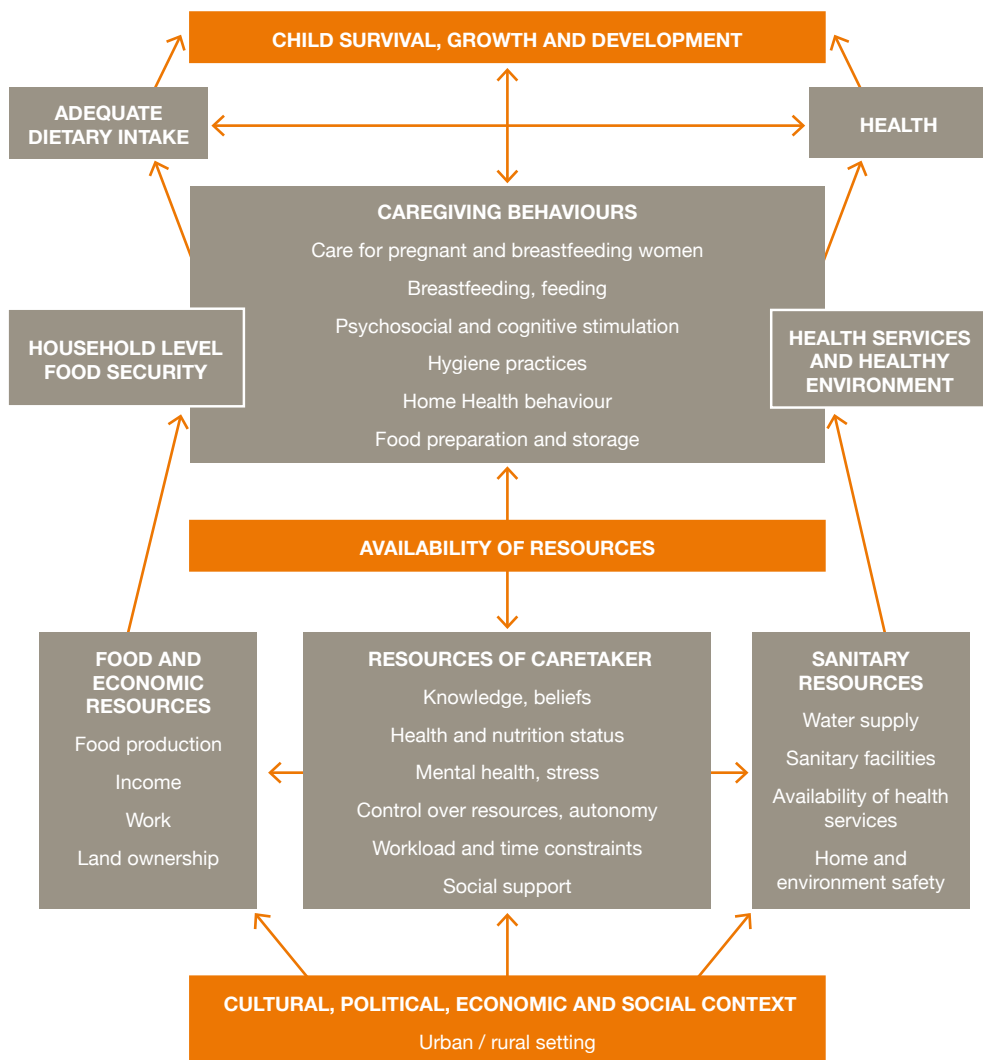 CHILD SURVIVAL, GROWTH AND DEVELOPMENT
ADEQUATE
DIETARY INTAKE
HEALTH
CAREGIVING BEHAVIOURS
Care for pregnant and breastfeeding women
Breastfeeding, feeding
Psychosocial and cognitive stimulation
Hygiene practices
Home Health behaviour
Food preparation and storage
HOUSEHOLD LEVEL
FOOD SECURITY
HEALTH SERVICES
AND HEALTHY
ENVIRONMENT
AVAILABILITY OF RESOURCES
FOOD AND
ECONOMIC
RESOURCES
Food production
Income
Work
Land ownership
RESOURCES OF CARETAKER
Knowledge, beliefs
Health and nutrition status
Mental health, stress
Control over resources, autonomy
Workload and time constraints
Social support
SANITARY
RESOURCES
Water supply
Sanitary facilities
Availability of health
services
Home and
environment safety
CULTURAL, POLITICAL, ECONOMIC AND SOCIAL CONTEXT
Urban / rural setting